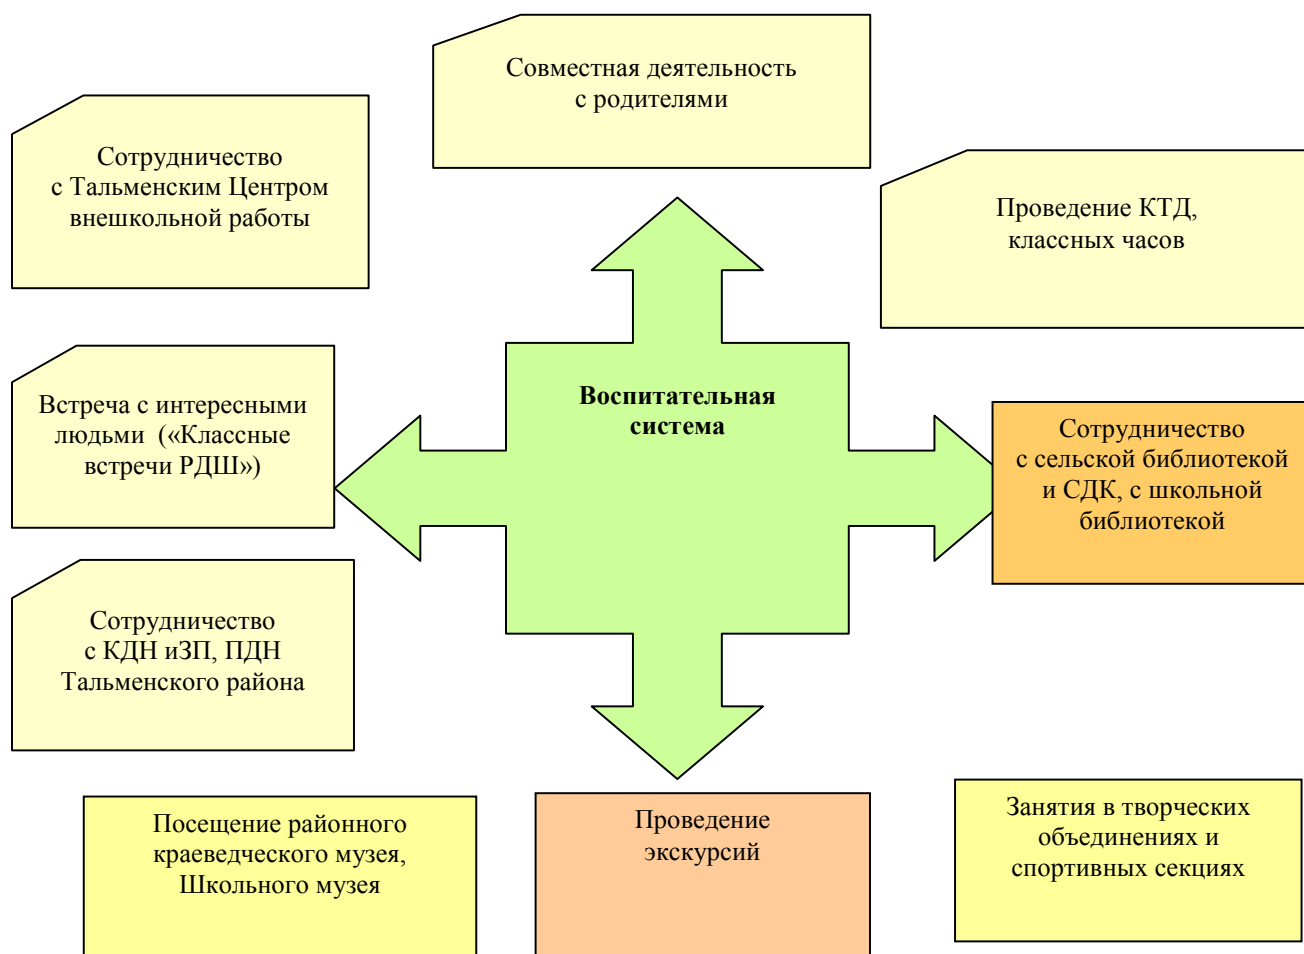 Совместная деятельность
с родителями
Сотрудничество
с Тальменским Центром
внешкольной работы
Проведение КТД,
классных часов
Воспитательная
система
Встреча с интересными
людьми («Классные
встречи РДШ»)
Сотрудничество
с сельской библиотекой
и СДК, с школьной
библиотекой
Сотрудничество
с КДН иЗП, ПДН
Тальменского района
Посещение районного
краеведческого музея,
Школьного музея
Проведение
экскурсий
Занятия в творческих
объединениях и
спортивных секциях